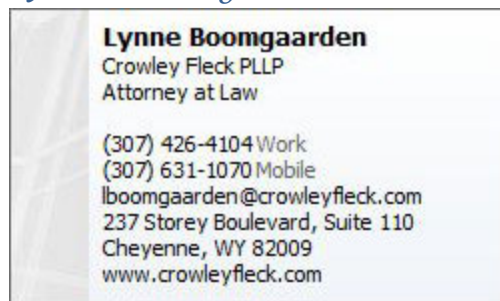 Lynne Boomgaarden
Crowley Fleck PLLP
Attorney at Law
(307) 426-4104 Work
(307) 631-1070 Mobile
lboomgaarden@crowleyfleck.com
237 Storey Boulevard, Suite 110
Cheyenne, WY 82009
www.crowleyfleck.com